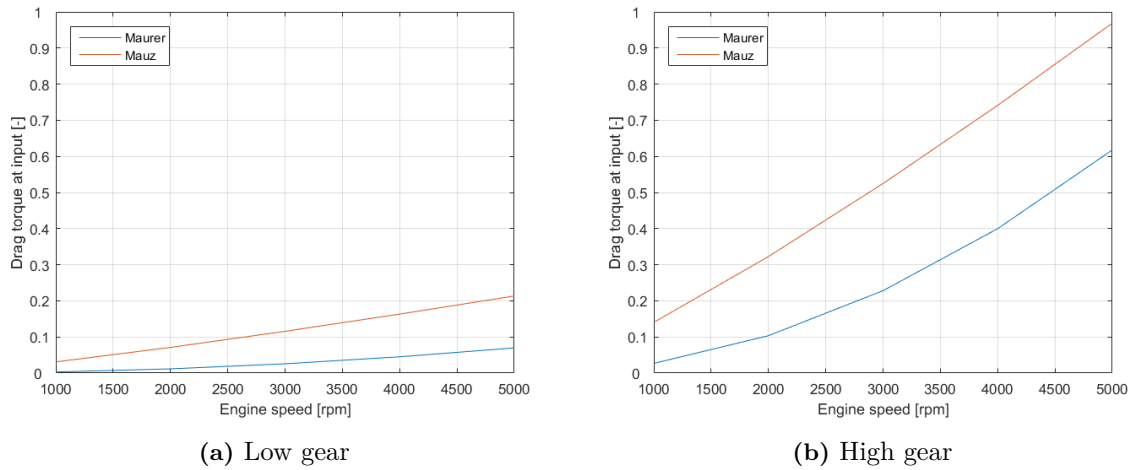 Drag torque at input [-]
1
0.9
0.8
0.7
0.6
0.5
0.4
0.3
0.2
0.1
0
Maurer
Mauz
1000 1500 2000 2500 3000 3500 4000 4500 5000
Engine speed [rpm]
(a) Low gear
Drag torque at input [-]
1
0.9
0.8
0.7
0.6
0.5
0.4
0.3
0.2
0.1
0
Maurer
Mauz
1000 1500 2000 2500 3000 3500 4000 4500 5000
Engine speed [rpm]
(b) High gear